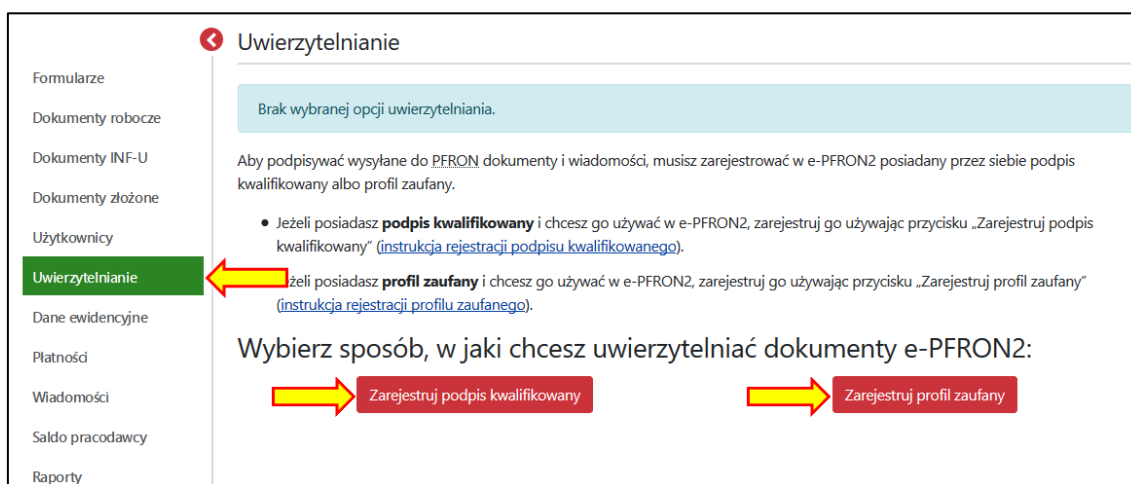 Uwierzytelnianie
Formularze
Dokumenty robocze
Dokumenty INF-U
Dokumenty złożone
Użytkownicy
Uwierzytelnianie
Dane ewidencyjne
Płatności
Wiadomości
Saldo pracodawcy
Raporty
Brak wybranej opcji uwierzytelniania.
Aby podpisywać wysyłane do PFRON dokumenty i wiadomości, musisz zarejestrować w e-PFRON2 posiadany przez siebie podpis
kwalifikowany albo profil zaufany.
Jeżeli posiadasz podpis kwalifikowany i chcesz go używać w e-PFRON2, zarejestruj go używając przycisku „Zarejestruj podpis
kwalifikowany" (instrukcja rejestracji podpisu kwalifikowanego).
żeli posiadasz profil zaufany i chcesz go używać w e-PFRON2, zarejestruj go używając przycisku „Zarejestruj profil zaufany"
(instrukcja rejestracji profilu zaufanego).
Wybierz sposób, w jaki chcesz uwierzytelniać dokumenty e-PFRON2:
Zarejestruj podpis kwalifikowany
Zarejestruj profil zaufany